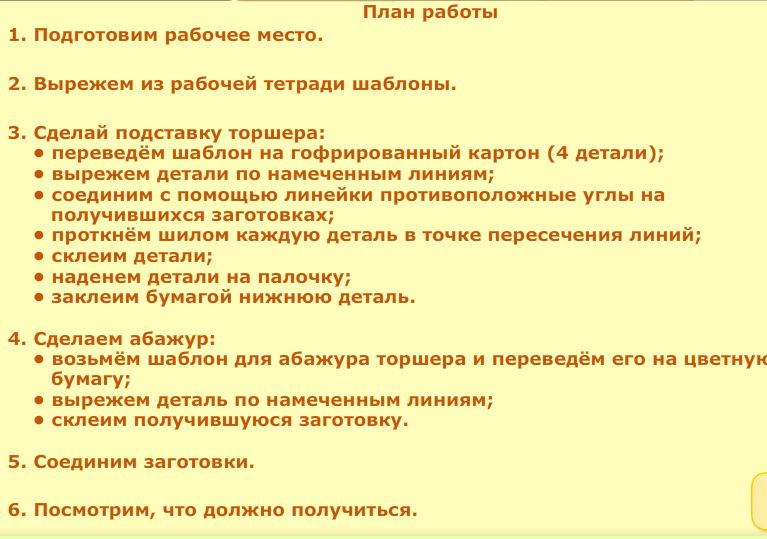 План работы
1. Подготовим рабочее место.
2. Вырежем из рабочей тетради шаблоны.
3. Сделай подставку торшера:
• переведём шаблон на гофрированный картон (4 детали);
• вырежем детали по намеченным линиям;
• соединим с помощью линейки противоположные углы на
получившихся заготовках;
• проткнём шилом каждую деталь в точке пересечения линий;
• склеим детали;
• наденем детали на палочку;
• заклеим бумагой нижнюю деталь.
4. Сделаем абажур:
• возьмём шаблон для абажура торшера и переведём его на цветную
бумагу;
• вырежем деталь по намеченным линиям;
• склеим получившуюся заготовку.
5. Соединим заготовки.
6. Посмотрим, что должно получиться.